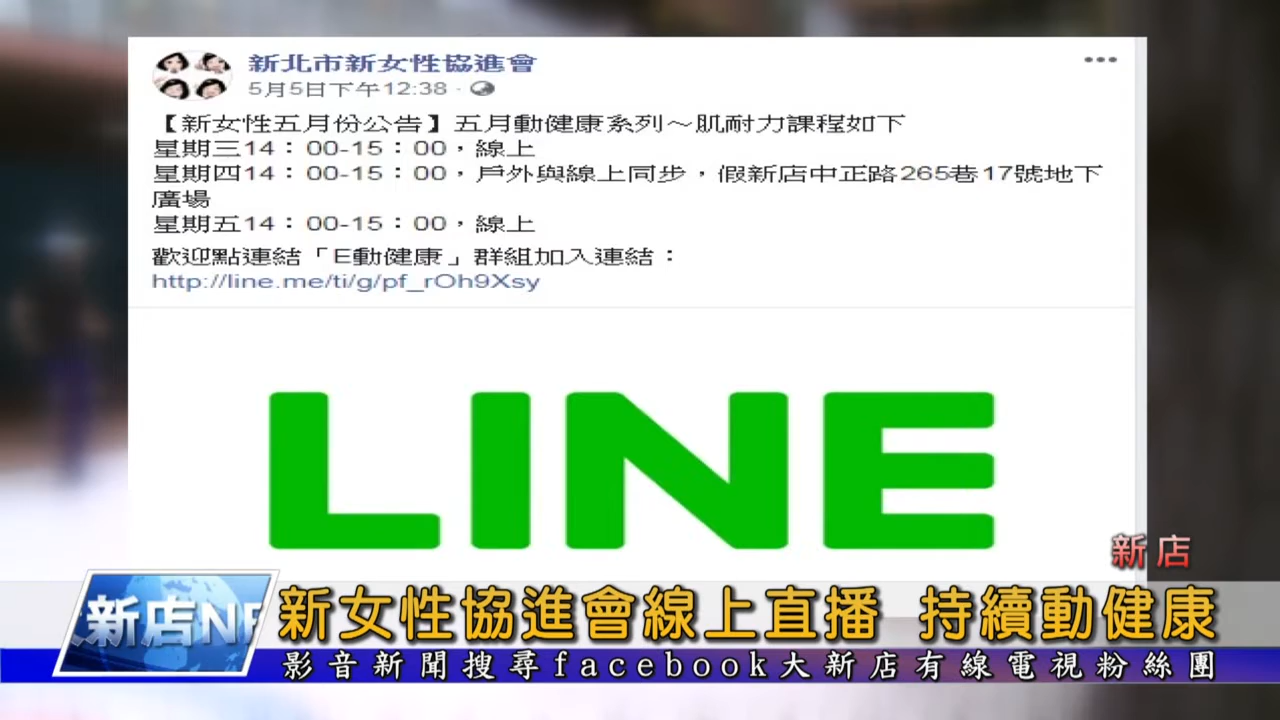 新北市新女性協進會
5月5日下午12:38 ·
【新女性五月份公告】五月動健康系列～肌耐力課程如下
星期三14：00-15：00，線上
星期四14：00-15：00，戶外與線上同步，假新店中正路265巷17號地下
廣場
星期五14：00-15：00，線上
歡迎點連結「E動健康」群組加入連結：
http://line.me/ti/g/pf_rOh9Xsy
LINE
新店
新店NE
新女性協進會線上直播 持續動健康
影音新聞搜尋facebook大新店有線電視粉絲團